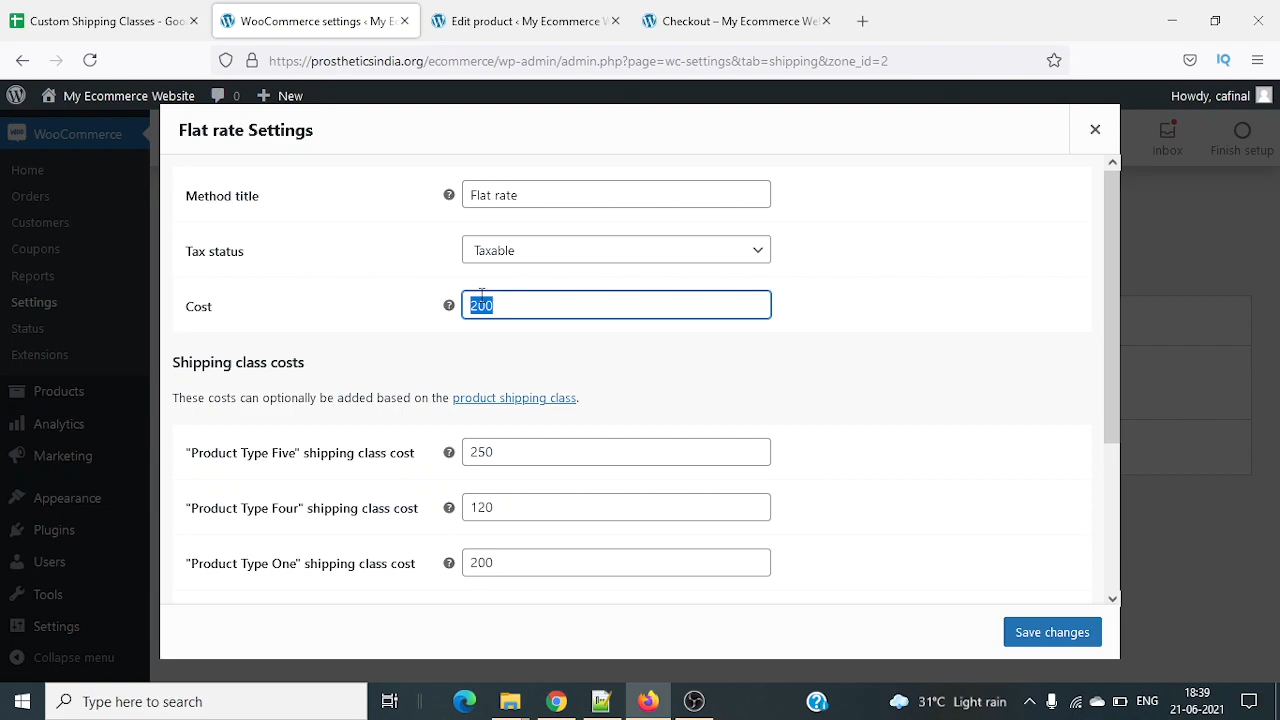 Custom Shipping Classes - Goo
WooCommerce settings ‹ My E
Edit product ‹ My Ecommerce W
Checkout – My Ecommerce Wel
https://prostheticsindia.org/ecommerce/wp-admin/admin.php?page=wc-settings&tab=shipping&zone_id=2
IQ
My Ecommerce Website
0
New
Howdy, cafinal
WooCommerce
Home
Orders
Customers
Coupons
Reports
Settings
Status
Extensions
Products
Analytics
Marketing
Appearance
Plugins
Users
Tools
Settings
Collapse menu
Inbox
Finish setup
Flat rate Settings
Method title
Flat rate
Tax status
Taxable
Cost
200
Shipping class costs
These costs can optionally be added based on the product shipping class.
"Product Type Five" shipping class cost
250
"Product Type Four" shipping class cost
120
"Product Type One" shipping class cost
200
Save changes
Type here to search
31°C Light rain
ENG
18:39
21-06-2021